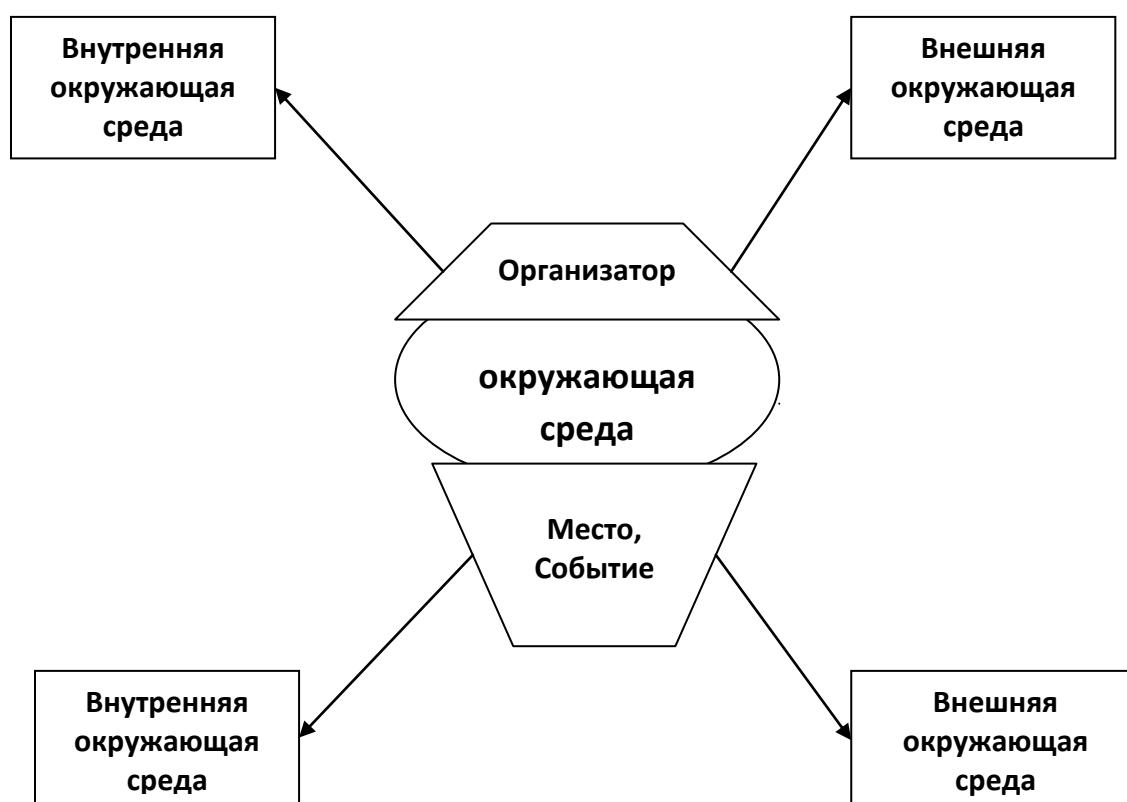 Внутренняя
окружающая
среда
Внешняя
окружающая
среда
Организатор
окружающая
среда
Место,
Событие
Внутренняя
окружающая
среда
Внешняя
окружающая
среда